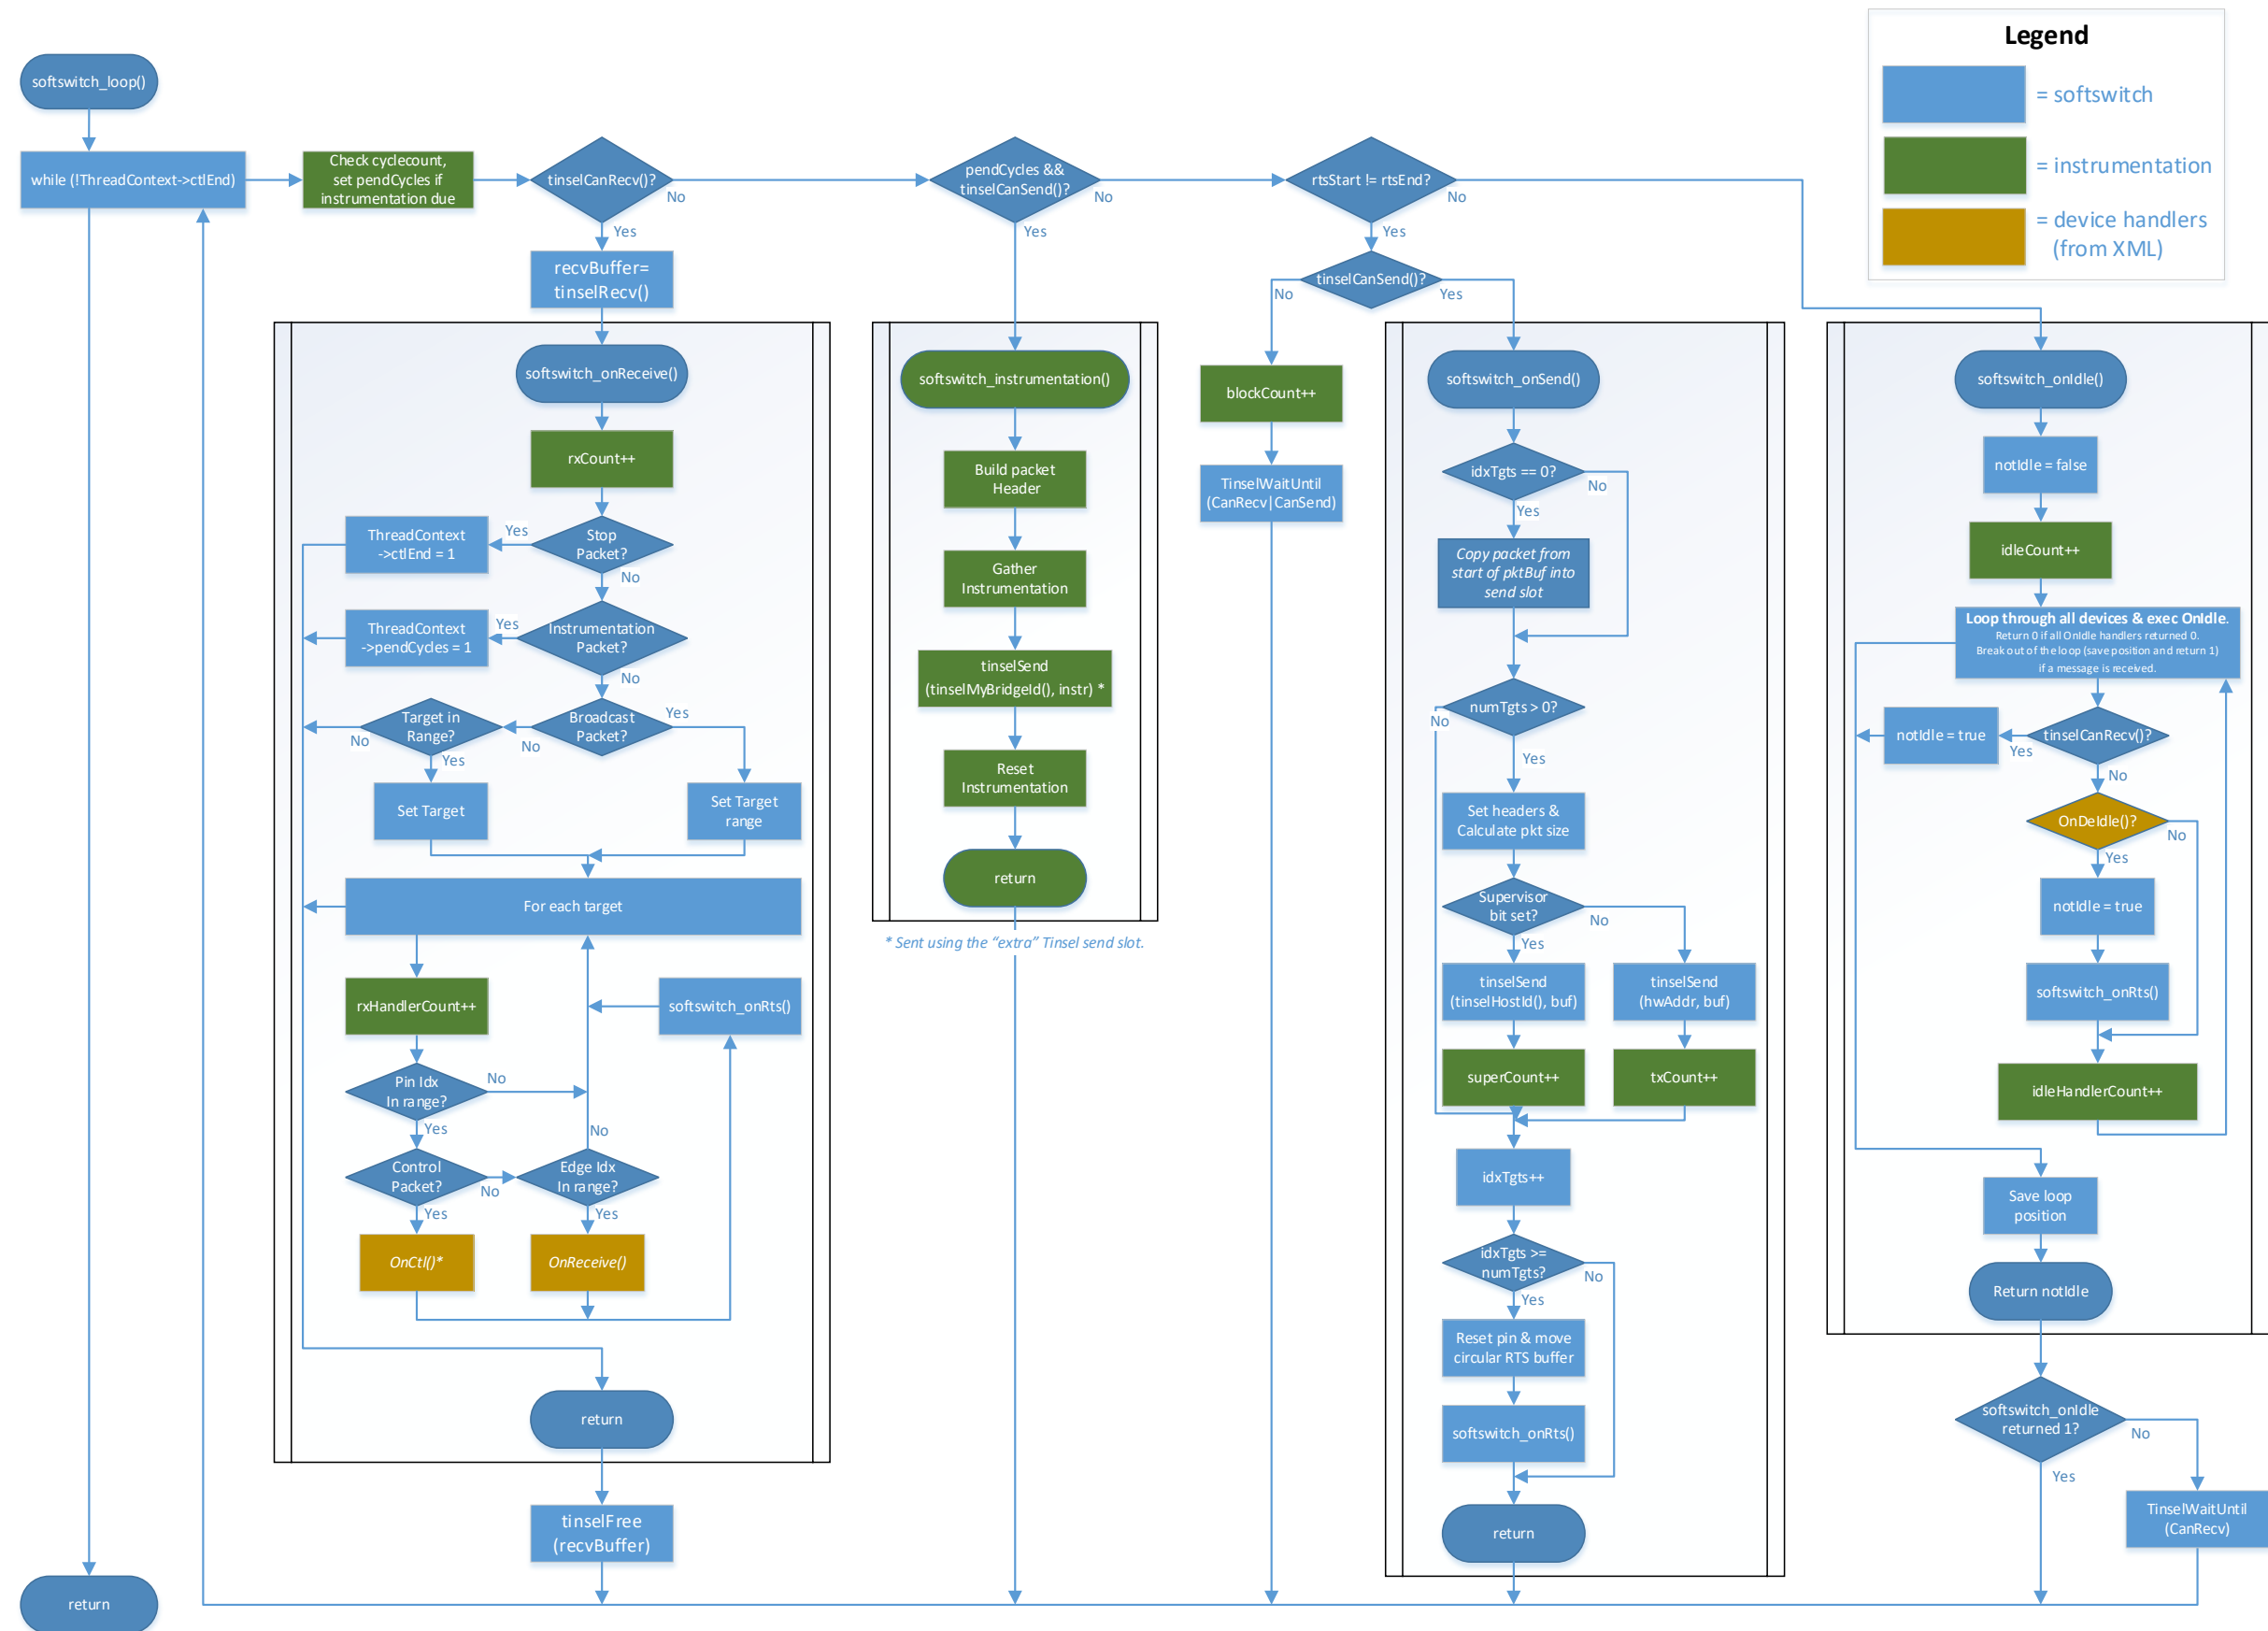 Legend
= softswitch
= instrumentation
= device handlers
(from XML)
softswitch_loop()
while (!ThreadContext->ctlEnd)
Check cyclecount,
set pendCycles if
instrumentation due
tinselCanRecv()?
No
Yes
pendCycles &&
tinselCanSend()?
No
Yes
rtsStart != rtsEnd?
No
Yes
recvBuffer=
tinselRecv()
tinselCanSend()?
No
Yes
softswitch_onReceive()
rxCount++
Stop
Packet?
Yes
ThreadContext
->ctlEnd = 1
No
Instrumentation
Packet?
Yes
ThreadContext
->pendCycles = 1
No
Broadcast
Packet?
Yes
No
Target in
Range?
No
Yes
Set Target
Set Target
range
For each target
rxHandlerCount++
softswitch_onRts()
Pin Idx
In range?
No
Yes
Control
Packet?
No
Yes
Edge Idx
In range?
No
Yes
OnCtl()*
OnReceive()
return
tinselFree
(recvBuffer)
return
softswitch_instrumentation()
Build packet
Header
Gather
Instrumentation
tinselSend
(tinselMyBridgeId(), instr) *
Reset
Instrumentation
return
* Sent using the “extra” Tinsel send slot.
blockCount++
TinselWaitUntil
(CanRecv|CanSend)
softswitch_onSend()
idxTgts == 0?
No
Yes
Copy packet from
start of pktBuf into
send slot
numTgts > 0?
No
Yes
Set headers &
Calculate pkt size
Supervisor
bit set?
No
Yes
tinselSend
(tinselHostId(), buf)
tinselSend
(hwAddr, buf)
superCount++
txCount++
idxTgts++
idxTgts >=
numTgts?
No
Yes
Reset pin & move
circular RTS buffer
softswitch_onRts()
return
softswitch_onIdle()
notIdle = false
idleCount++
Loop through all devices & exec OnIdle.
Return 0 if all OnIdle handlers returned 0.
Break out of the loop (save position and return 1)
if a message is received.
tinselCanRecv()?
Yes
notIdle = true
No
OnDeIdle()?
No
Yes
notIdle = true
softswitch_onRts()
idleHandlerCount++
Save loop
position
Return notIdle
softswitch_onIdle
returned 1?
No
Yes
TinselWaitUntil
(CanRecv)